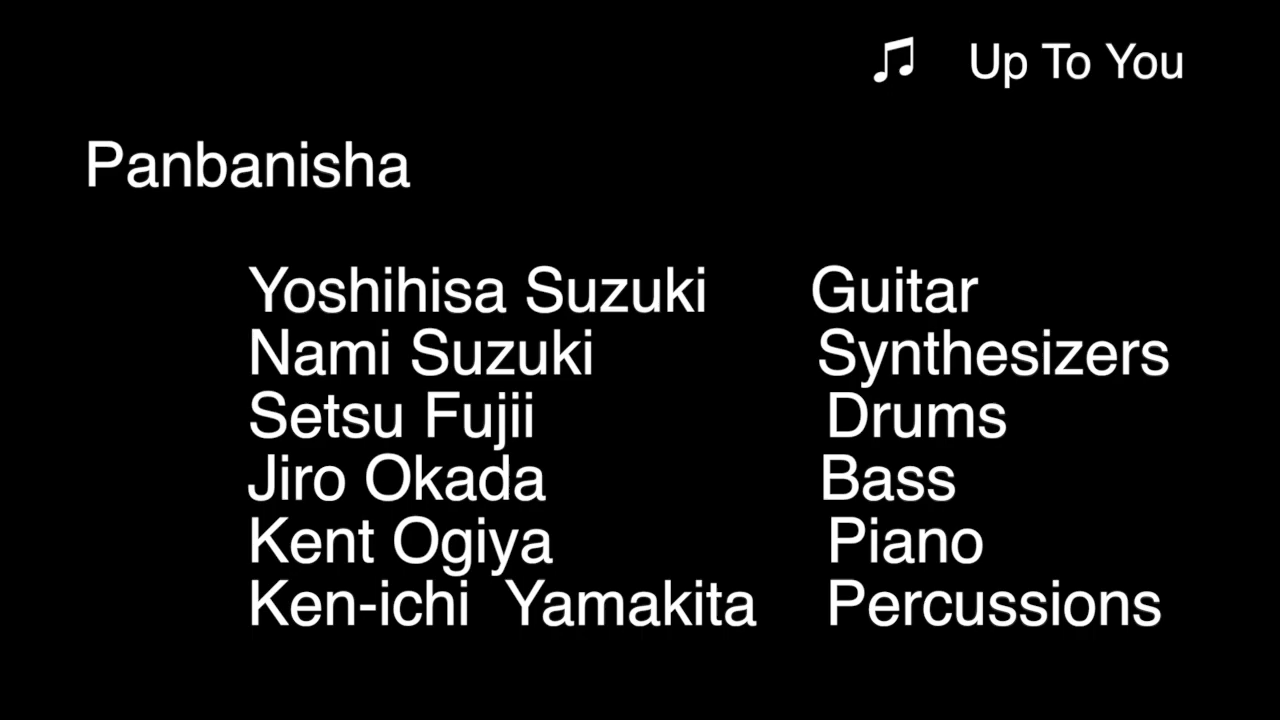 ♫ Up To You
Panbanisha
Yoshihisa Suzuki Guitar
Nami Suzuki Synthesizers
Setsu Fujii Drums
Jiro Okada Bass
Kent Ogiya Piano
Ken-ichi Yamakita Percussions